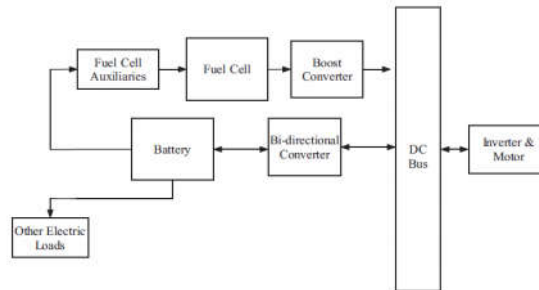 Fuel Cell
Auxiliaries
Fuel Cell
Boost
Converter
Battery
Bi-directional
Converter
DC
Bus
Inverter &
Motor
Other Electric
Loads